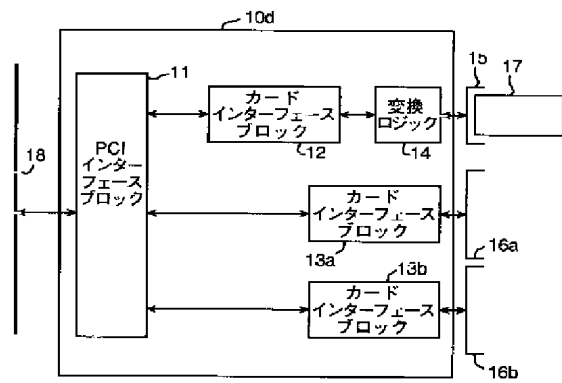 10d
11
15
17
カード
インターフェース
ブロック
変換
ロジック
12
14
PCI
インター
フェース
ブロック
18
カード
インターフェース
ブロック
13a
16a
13b
カード
インターフェース
ブロック
16b